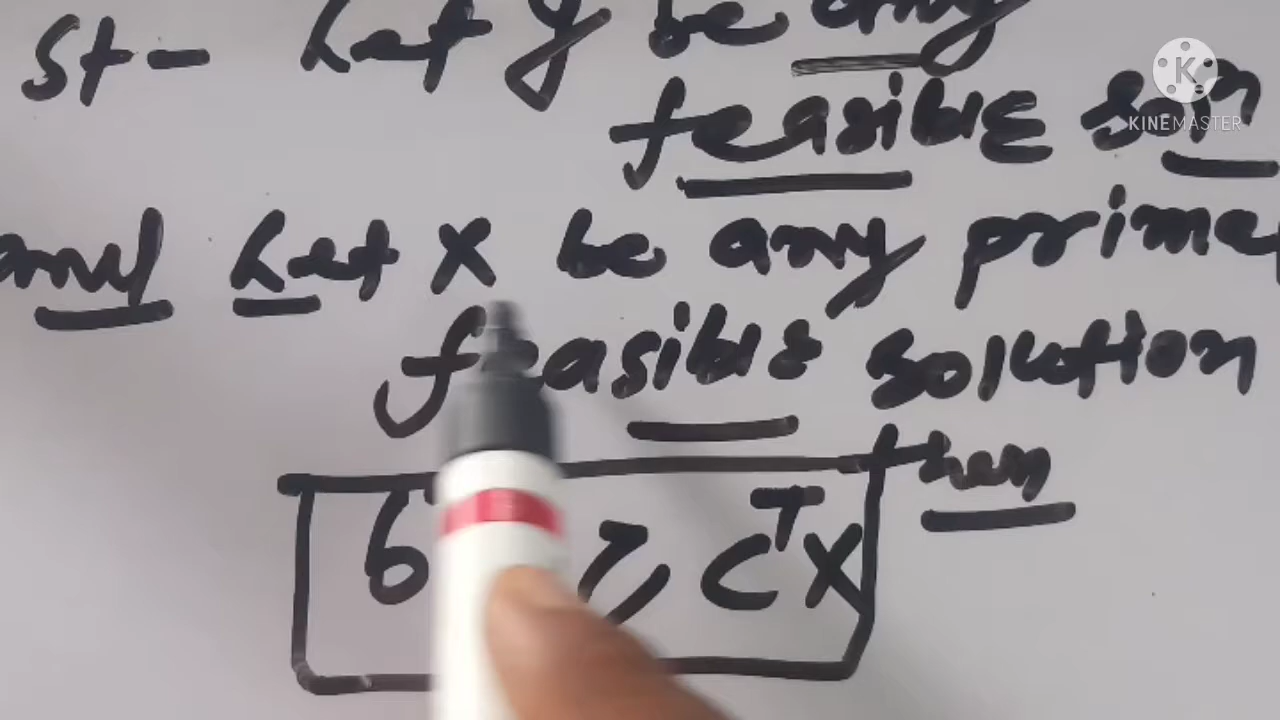 St- Let y be any
feasible soln
and Let x be any primal
feasible solution
then
b ≥ cᵀx
K
KINEMASTER